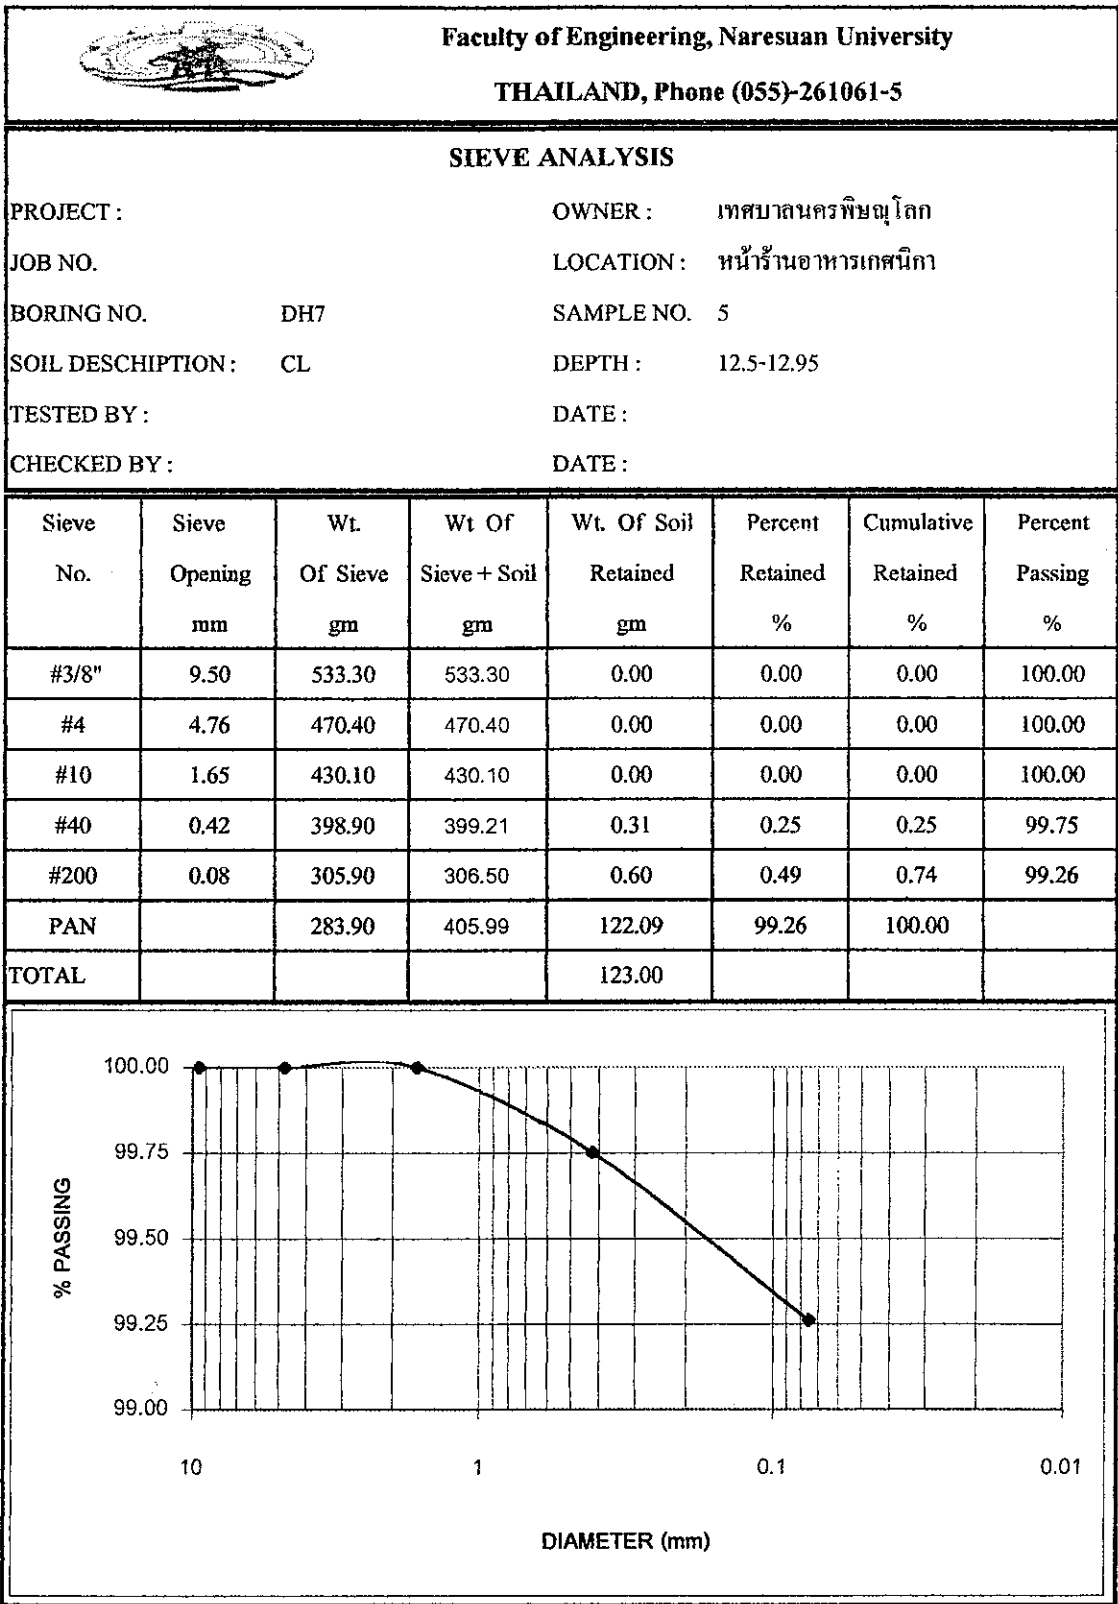 Faculty of Engineering, Naresuan University
THAILAND, Phone (055)-261061-5
SIEVE ANALYSIS
PROJECT : OWNER : เทศบาลนครพิษณุโลก
JOB NO. LOCATION : หน้าร้านอาหารเกศนิกา
BORING NO. DH7 SAMPLE NO. 5
SOIL DESCHIPTION : CL DEPTH : 12.5-12.95
TESTED BY : DATE :
CHECKED BY : DATE :
Sieve Sieve Wt. Wt Of Wt. Of Soil Percent Cumulative Percent
No. Opening Of Sieve Sieve + Soil Retained Retained Retained Passing
mm gm gm gm % % %
#3/8" 9.50 533.30 533.30 0.00 0.00 0.00 100.00
#4 4.76 470.40 470.40 0.00 0.00 0.00 100.00
#10 1.65 430.10 430.10 0.00 0.00 0.00 100.00
#40 0.42 398.90 399.21 0.31 0.25 0.25 99.75
#200 0.08 305.90 306.50 0.60 0.49 0.74 99.26
PAN 283.90 405.99 122.09 99.26 100.00
TOTAL 123.00
100.00
99.75
99.50
99.25
99.00
% PASSING
10 1 0.1 0.01
DIAMETER (mm)